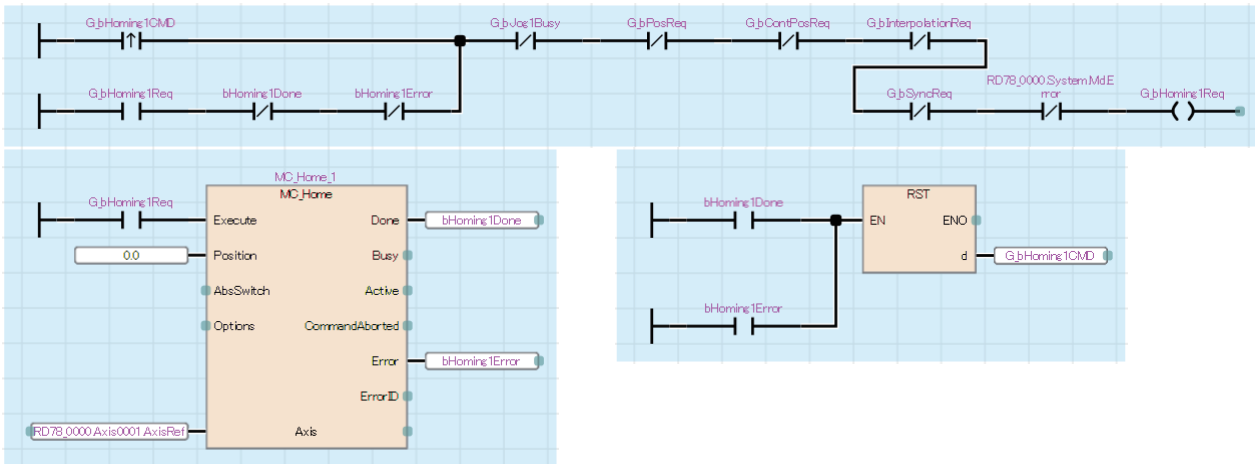 G_bHoming1CMD
G_bJog1Busy
G_bPosReq
G_bContPosReq
G_bInterpolationReq
G_bHoming1Req
bHoming1Done
bHoming1Error
G_bSyncReq
RD78_0000.System.Md.E
rror
G_bHoming1Req
MC_Home_1
MC_Home
G_bHoming1Req
Execute
Done
bHoming1Done
0.0
Position
Busy
AbsSwitch
Active
Options
CommandAborted
Error
bHoming1Error
ErrorID
RD78_0000.Axis0001.AxisRef
Axis
bHoming1Done
RST
EN
ENO
d
G_bHoming1CMD
bHoming1Error